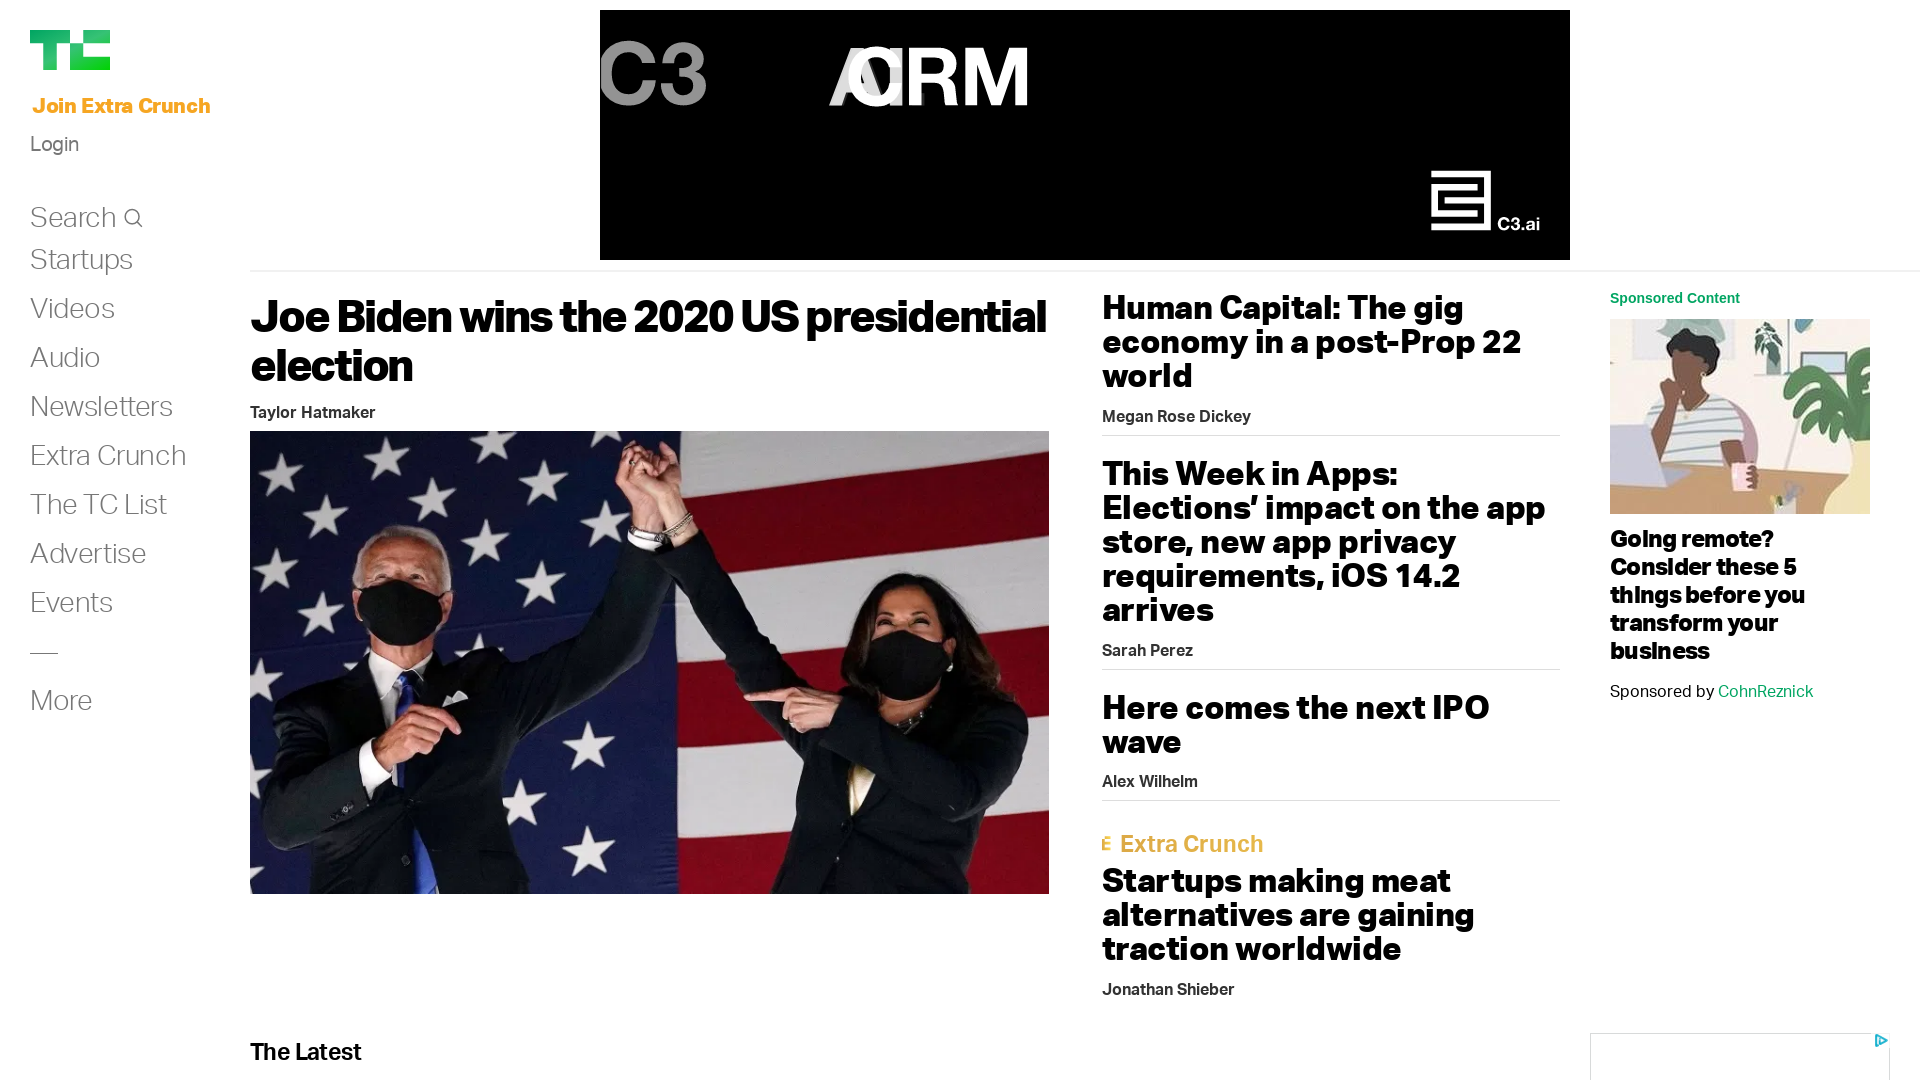 TC
Join Extra Crunch
Login
Search
Startups
Videos
Audio
Newsletters
Extra Crunch
The TC List
Advertise
Events
More
C3
CRM
C3.ai
Joe Biden wins the 2020 US presidential
election
Taylor Hatmaker
Human Capital: The gig
economy in a post-Prop 22
world
Megan Rose Dickey
This Week in Apps:
Elections’ impact on the app
store, new app privacy
requirements, iOS 14.2
arrives
Sarah Perez
Here comes the next IPO
wave
Alex Wilhelm
Extra Crunch
Startups making meat
alternatives are gaining
traction worldwide
Jonathan Shieber
Sponsored Content
Going remote?
Consider these 5
things before you
transform your
business
Sponsored by CohnReznick
The Latest